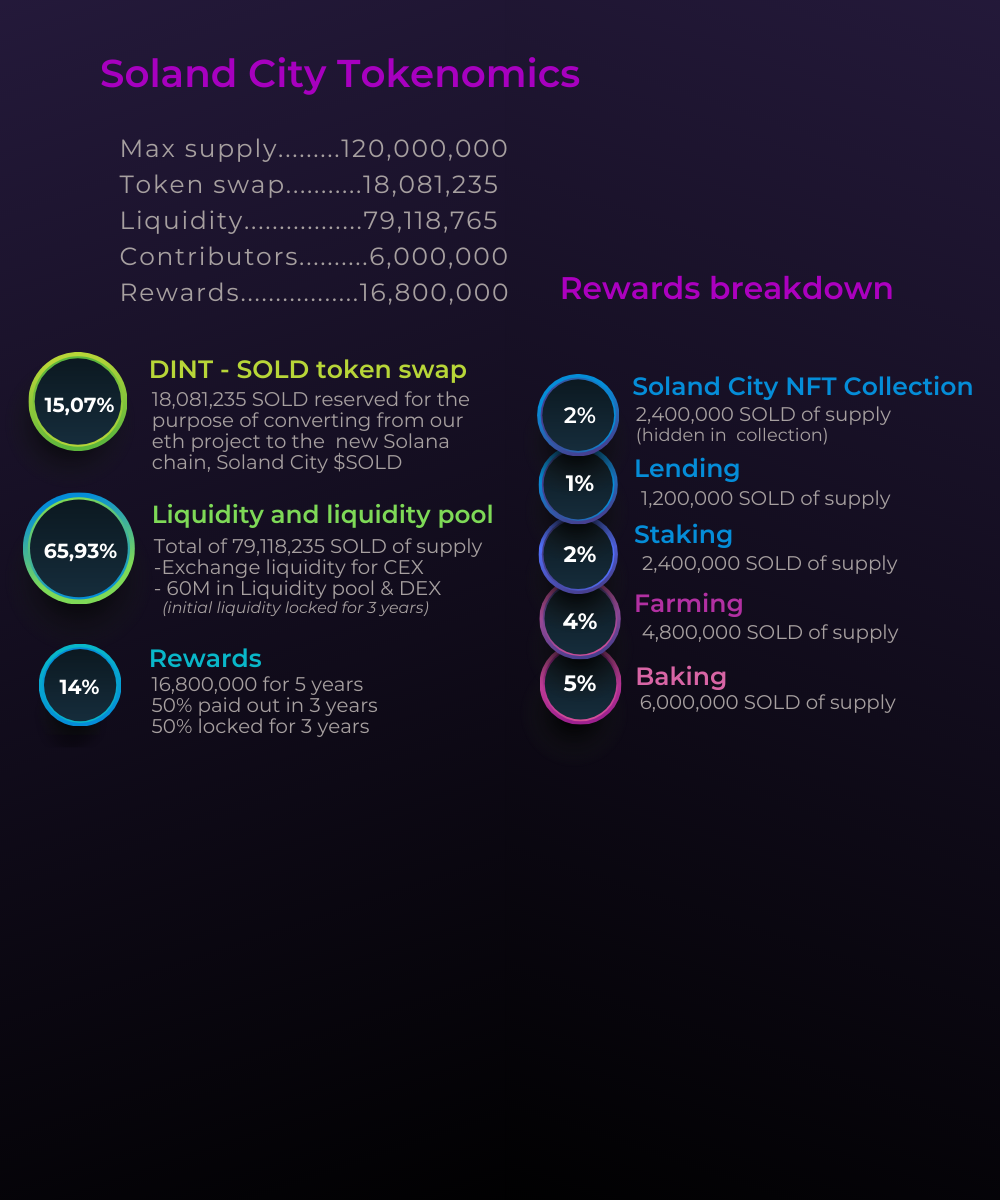 Soland City Tokenomics
Max supply.........120,000,000
Token swap...........18,081,235
Liquidity.................79,118,765
Contributors..........6,000,000
Rewards.................16,800,000
15,07%
DINT - SOLD token swap
18,081,235 SOLD reserved for the
purpose of converting from our
eth project to the new Solana
chain, Soland City $SOLD
65,93%
Liquidity and liquidity pool
Total of 79,118,235 SOLD of supply
-Exchange liquidity for CEX
- 60M in Liquidity pool & DEX
(initial liquidity locked for 3 years)
14%
Rewards
16,800,000 for 5 years
50% paid out in 3 years
50% locked for 3 years
Rewards breakdown
2%
Soland City NFT Collection
2,400,000 SOLD of supply
(hidden in collection)
1%
Lending
1,200,000 SOLD of supply
2%
Staking
2,400,000 SOLD of supply
4%
Farming
4,800,000 SOLD of supply
5%
Baking
6,000,000 SOLD of supply